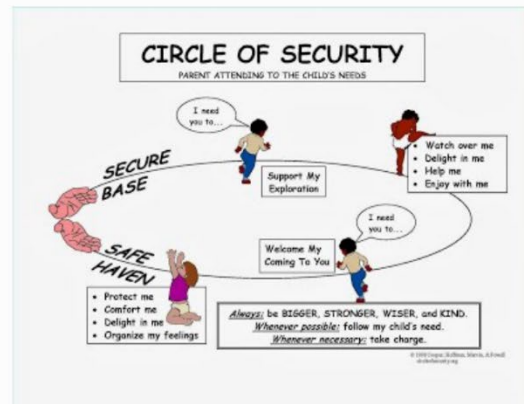 CIRCLE OF SECURITY
PARENT ATTENDING TO THE CHILD'S NEEDS
I need
you to...
SECURE
BASE
Support My
Exploration
• Watch over me
• Delight in me
• Help me
• Enjoy with me
I need
you to...
Welcome My
Coming To You
SAFE
HAVEN
• Protect me
• Comfort me
• Delight in me
• Organize my feelings
Always: be BIGGER, STRONGER, WISER, and KIND.
Whenever possible: follow my child's need.
Whenever necessary: take charge.